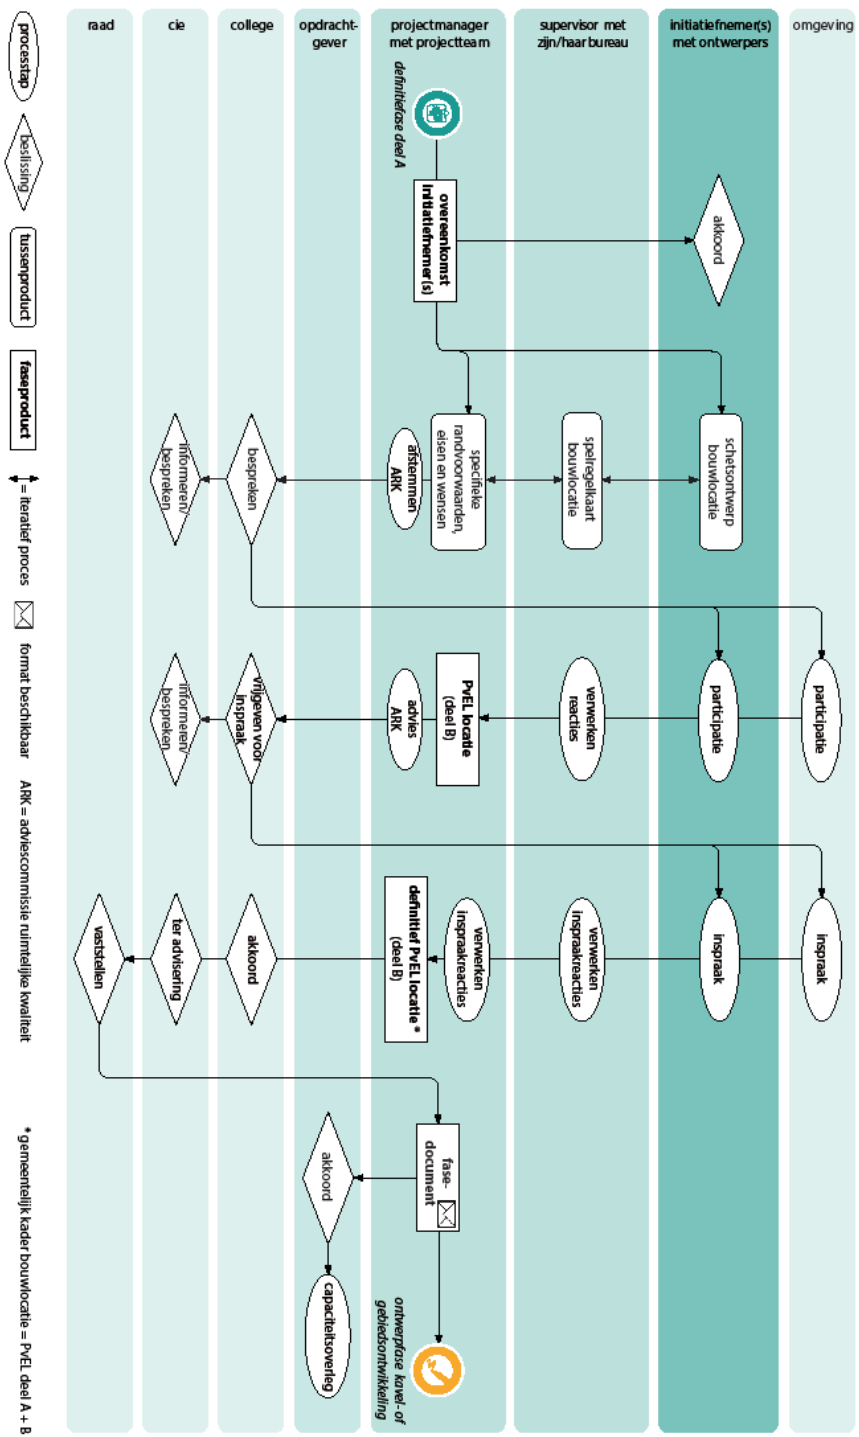 raad
cie
college
opdracht-
gever
projectmanager
met projectteam
supervisor met
zijn/haar bureau
initiatiefnemer(s)
met ontwerpers
omgeving
definitiefase deel A
overeenkomst
initiatiefnemer(s)
akkoord
schetsontwerp
bouwlocatie
spelregelkaart
bouwlocatie
specifieke
randvoorwaarden,
eisen en wensen
afstemmen
ARK
bespreken
informeren/
bespreken
participatie
participatie
verwerken
reacties
PvEL locatie
(deel B)
advies
ARK
vrijgeven voor
inspraak
informeren/
bespreken
inspraak
inspraak
verwerken
inspraakreacties
verwerken
inspraakreacties
definitief PvEL locatie *
(deel B)
akkoord
ter advisering
vaststellen
fase-
document
akkoord
capaciteitsoverleg
ontwerpfase kavel- of
gebiedsontwikkeling
processtap
beslissing
tussenproduct
faseproduct
= iteratief proces
format beschikbaar
ARK = adviescommissie ruimtelijke kwaliteit
* gemeentelijk kader bouwlocatie = PvEL deel A + B